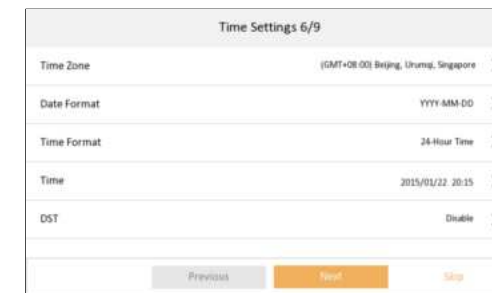 Time Settings 6/9
Time Zone (GMT+08:00) Beijing, Urumqi, Singapore
Date Format YYYY-MM-DD
Time Format 24-Hour Time
Time 2015/01/22 20:15
DST Disable
Previous Next Skip